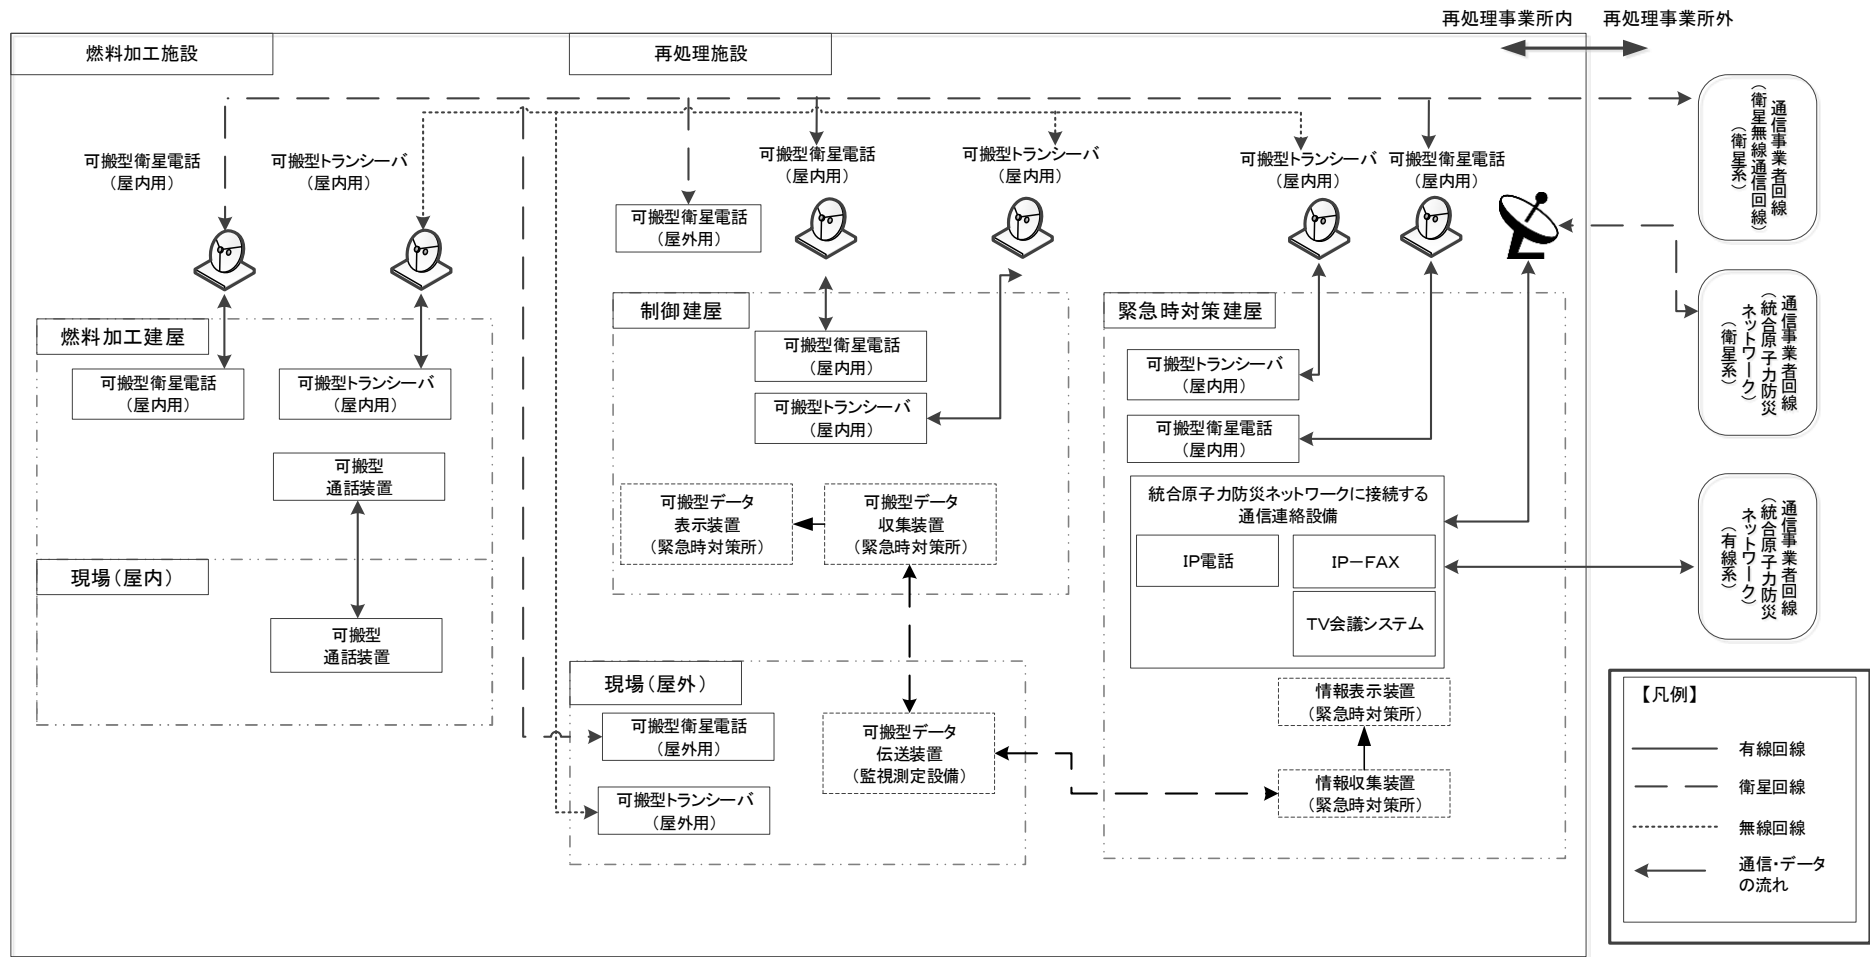 再処理事業所内
再処理事業所外
燃料加工施設
再処理施設
可搬型衛星電話
(屋内用)
可搬型トランシーバ
(屋内用)
可搬型衛星電話
(屋外用)
可搬型衛星電話
(屋内用)
可搬型トランシーバ
(屋内用)
可搬型トランシーバ
(屋内用)
可搬型衛星電話
(屋内用)
通信事業者回線
(衛星無線通信回線)
(衛星系)
燃料加工建屋
可搬型衛星電話
(屋内用)
可搬型トランシーバ
(屋内用)
可搬型
通話装置
現場(屋内)
可搬型
通話装置
制御建屋
可搬型衛星電話
(屋内用)
可搬型トランシーバ
(屋内用)
可搬型データ
表示装置
(緊急時対策所)
可搬型データ
収集装置
(緊急時対策所)
現場(屋外)
可搬型衛星電話
(屋外用)
可搬型トランシーバ
(屋外用)
可搬型データ
伝送装置
(監視測定設備)
緊急時対策建屋
可搬型トランシーバ
(屋内用)
可搬型衛星電話
(屋内用)
統合原子力防災ネットワークに接続する
通信連絡設備
IP電話
IP-FAX
TV会議システム
情報表示装置
(緊急時対策所)
情報収集装置
(緊急時対策所)
通信事業者回線
(統合原子力防災
ネットワーク)
(衛星系)
通信事業者回線
(統合原子力防災
ネットワーク)
(有線系)
【凡例】
有線回線
衛星回線
無線回線
通信・データ
の流れ